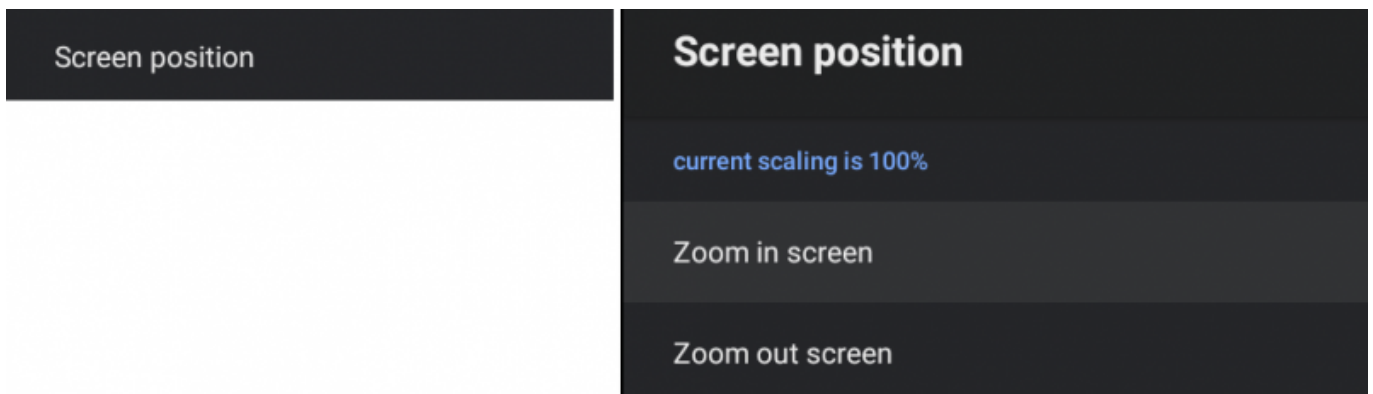 Screen position
Screen position
current scaling is 100%
Zoom in screen
Zoom out screen